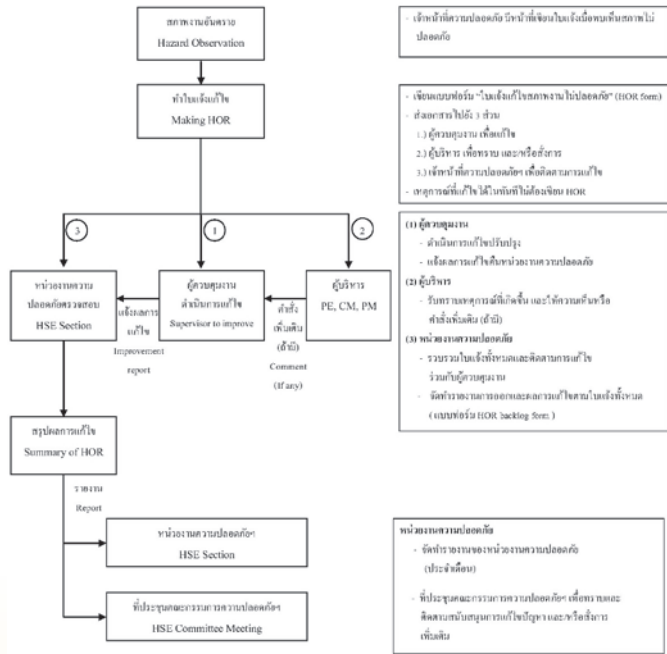 สภาพงานอันตราย
Hazard Observation
- เจ้าหน้าที่ความปลอดภัย มีหน้าที่เขียนใบแจ้งเมื่อพบเห็นสภาพไม่
ปลอดภัย
ทำใบแจ้งแก้ไข
Making HOR
- เขียนแบบฟอร์ม "ใบแจ้งแก้ไขสภาพงานไม่ปลอดภัย" (HOR form)
- ส่งเอกสารไปยัง 3 ส่วน
1.) ผู้ควบคุมงาน เพื่อแก้ไข
2.) ผู้บริหาร เพื่อทราบ และ/หรือสั่งการ
3.) เจ้าหน้าที่ความปลอดภัยฯ เพื่อติดตามการแก้ไข
- เหตุการณ์ที่แก้ไขได้ในทันทีไม่ต้องเขียน HOR
3
1
2
หน่วยงานความ
ปลอดภัยตรวจสอบ
HSE Section
แจ้งผลการ
แก้ไข
Improvement
report
ผู้ควบคุมงาน
ดำเนินการแก้ไข
Supervisor to improve
คำสั่ง
เพิ่มเติม
(ถ้ามี)
Comment
(If any)
ผู้บริหาร
PE, CM, PM
(1) ผู้ควบคุมงาน
- ดำเนินการแก้ไขปรับปรุง
- แจ้งผลการแก้ไขคืนหน่วยงานความปลอดภัย
(2) ผู้บริหาร
- รับทราบเหตุการณ์ที่เกิดขึ้น และให้ความเห็นหรือ
คำสั่งเพิ่มเติม (ถ้ามี)
(3) หน่วยงานความปลอดภัย
- รวบรวมใบแจ้งทั้งหมดและติดตามการแก้ไข
ร่วมกับผู้ควบคุมงาน
- จัดทำรายงานการออกและผลการแก้ไขตามใบแจ้งทั้งหมด
( แบบฟอร์ม HOR backlog form )
สรุปผลการแก้ไข
Summary of HOR
รายงาน
Report
หน่วยงานความปลอดภัยฯ
HSE Section
ที่ประชุมคณะกรรมการความปลอดภัยฯ
HSE Committee Meeting
หน่วยงานความปลอดภัย
- จัดทำรายงานของหน่วยงานความปลอดภัย
(ประจำเดือน)
- ที่ประชุมคณะกรรมการความปลอดภัยฯ เพื่อทราบและ
ติดตามสนับสนุนการแก้ไขปัญหา และ/หรือสั่งการ
เพิ่มเติม